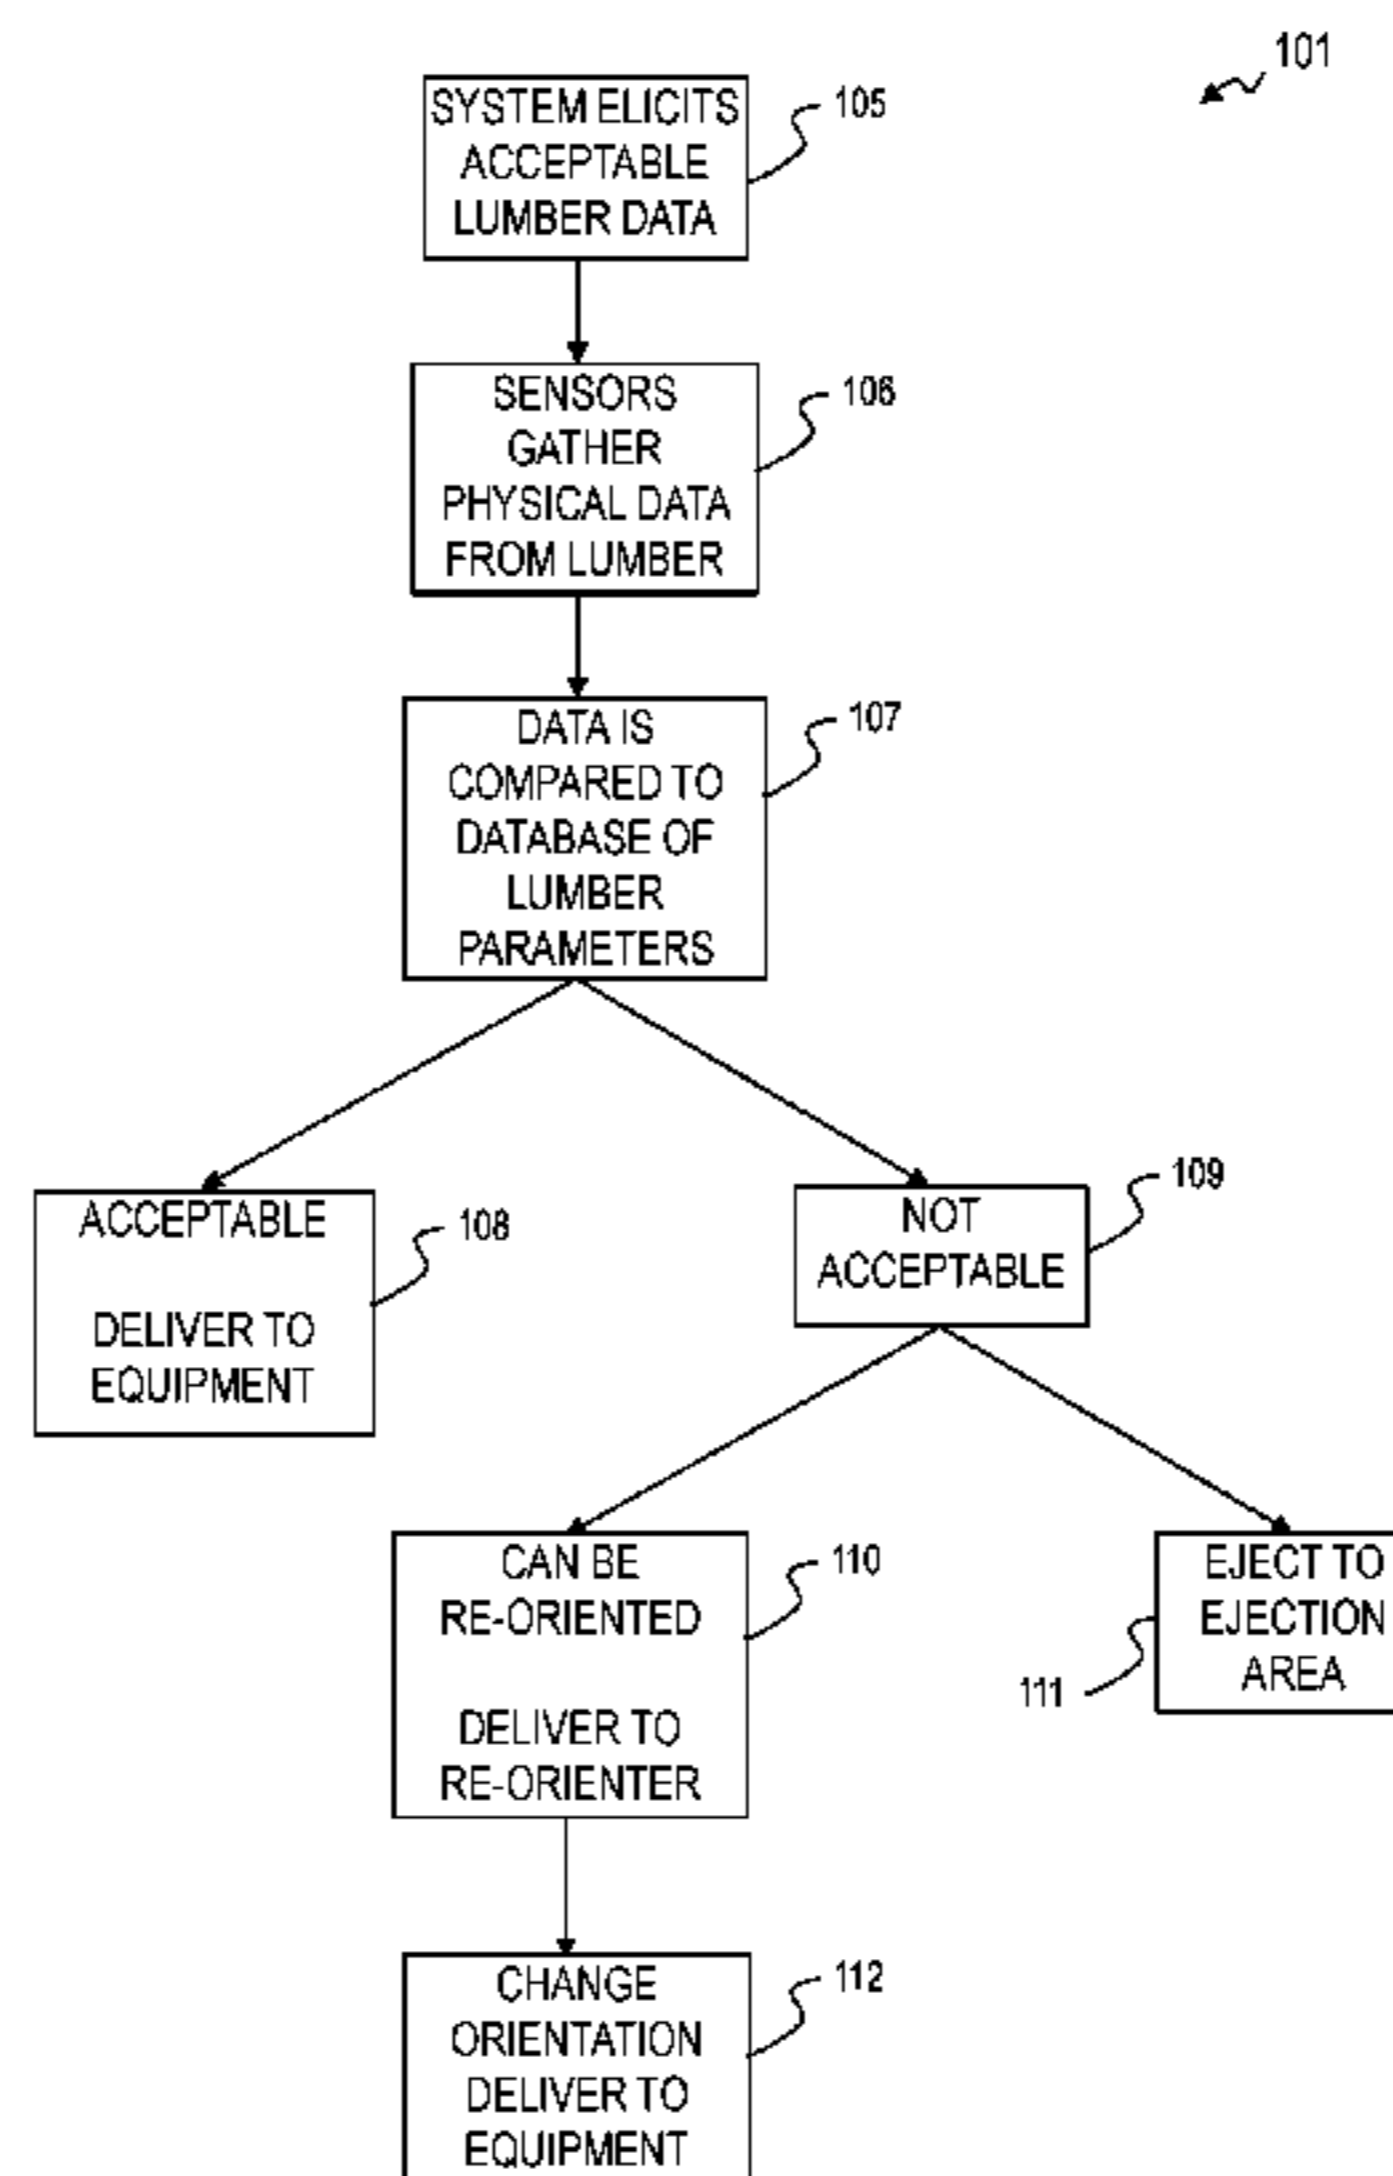 101
SYSTEM ELICITS
ACCEPTABLE
LUMBER DATA
105
SENSORS
GATHER
PHYSICAL DATA
FROM LUMBER
106
DATA IS
COMPARED TO
DATABASE OF
LUMBER
PARAMETERS
107
ACCEPTABLE
DELIVER TO
EQUIPMENT
108
NOT
ACCEPTABLE
109
CAN BE
RE-ORIENTED
DELIVER TO
RE-ORIENTER
110
EJECT TO
EJECTION
AREA
111
CHANGE
ORIENTATION
DELIVER TO
EQUIPMENT
112